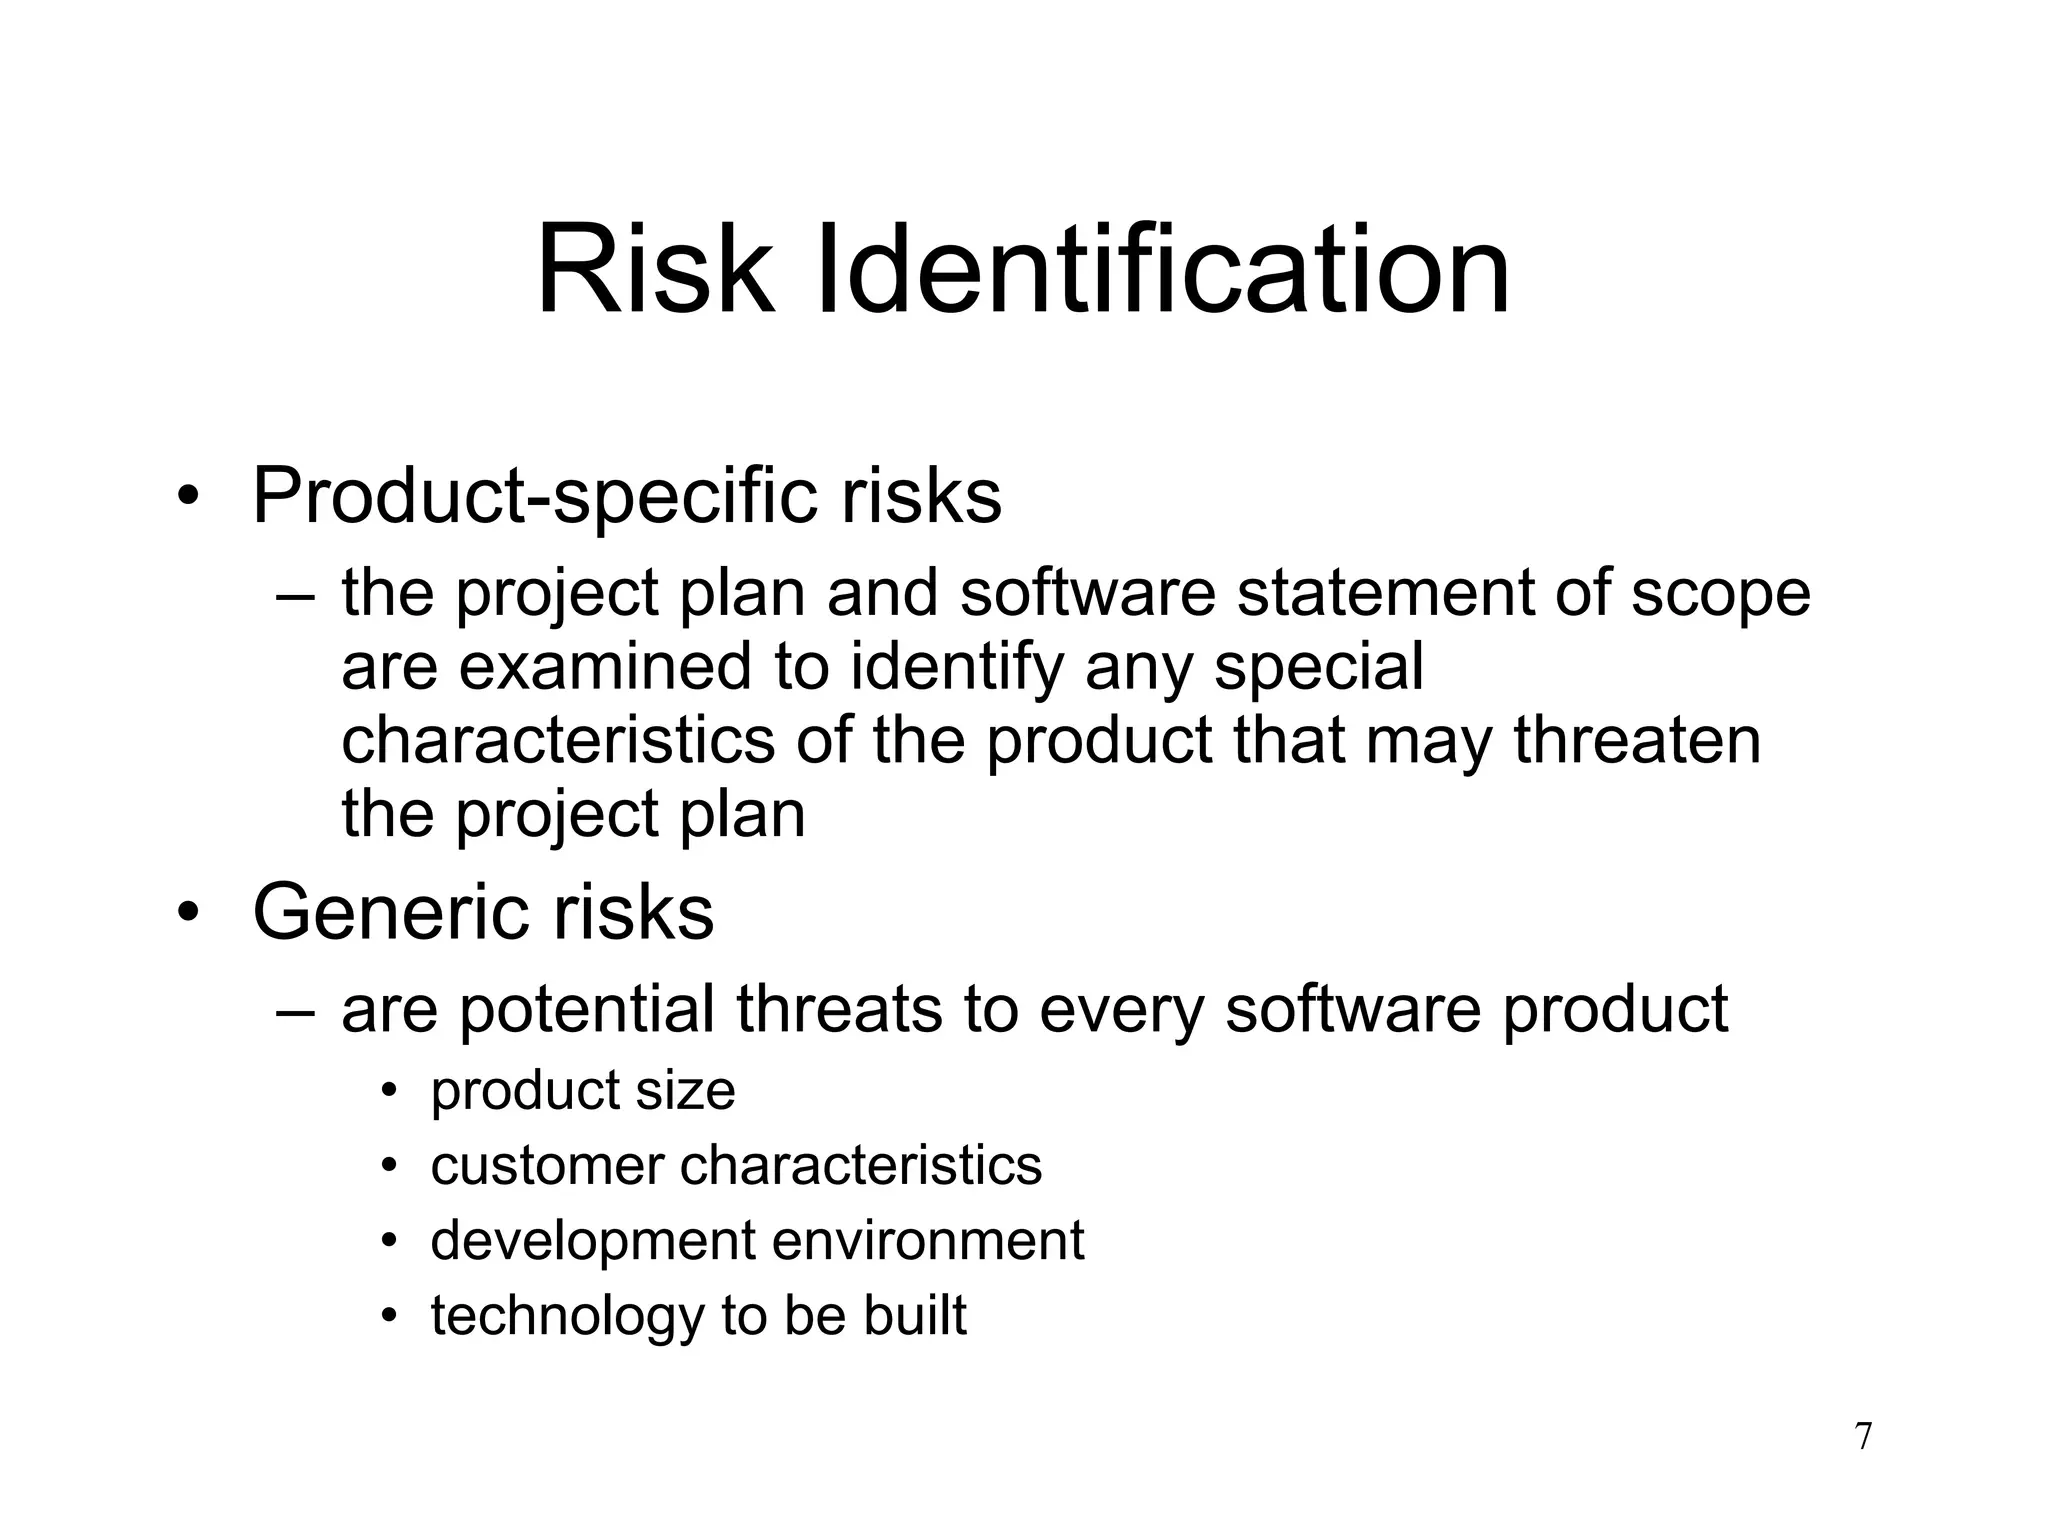 Risk Identification
• Product-specific risks
– the project plan and software statement of scope
are examined to identify any special
characteristics of the product that may threaten
the project plan
• Generic risks
– are potential threats to every software product
• product size
• customer characteristics
• development environment
• technology to be built
7